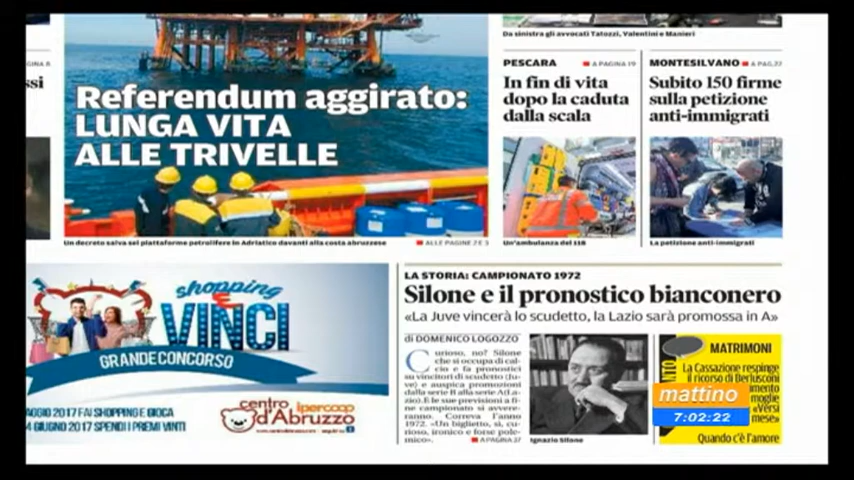 GINA 8
ssi
Referendum aggirato:
LUNGA VITA
ALLE TRIVELLE
Un decreto salva sei piattaforme petrolifere in Adriatico davanti alla costa abruzzese
ALLE PAGINE 2 E 3
Da sinistra gli avvocati Tatozzi, Valentini e Manieri
PESCARA
A PAGINA 19
In fin di vita
dopo la caduta
dalla scala
Un'ambulanza del 118
MONTESILVANO
A PAG.22
Subito 150 firme
sulla petizione
anti-immigrati
La petizione anti-immigrati
shopping
E
VINCI
GRANDE CONCORSO
AGGIO 2017 FAI SHOPPING E GIOCA
4 GIUGNO 2017 SPENDI I PREMI VINTI
centro
ipercoop
d'Abruzzo
LA STORIA: CAMPIONATO 1972
Silone e il pronostico bianconero
«La Juve vincerà lo scudetto, la Lazio sarà promossa in A»
di DOMENICO LOGOZZO
Curioso, no? Silone
che si occupa di cal-
cio e fa pronostici
su vincitori di scudetto (Ju-
ve) e auspica promozioni
dalla serie B alla serie A(La-
zio). E le sue previsioni a fi-
ne campionato si avvere-
ranno. Correva l'anno
1972. «Un biglietto, sì, cu-
rioso, ironico e forse pole-
mico».
A PAGINA 37
Ignazio Silone
MATRIMONI
La Cassazione respinge
il ricorso di Berlusconi
imento
moglie
«Versi
mese»
Quando c'è l'amore
mattino
7:02:22